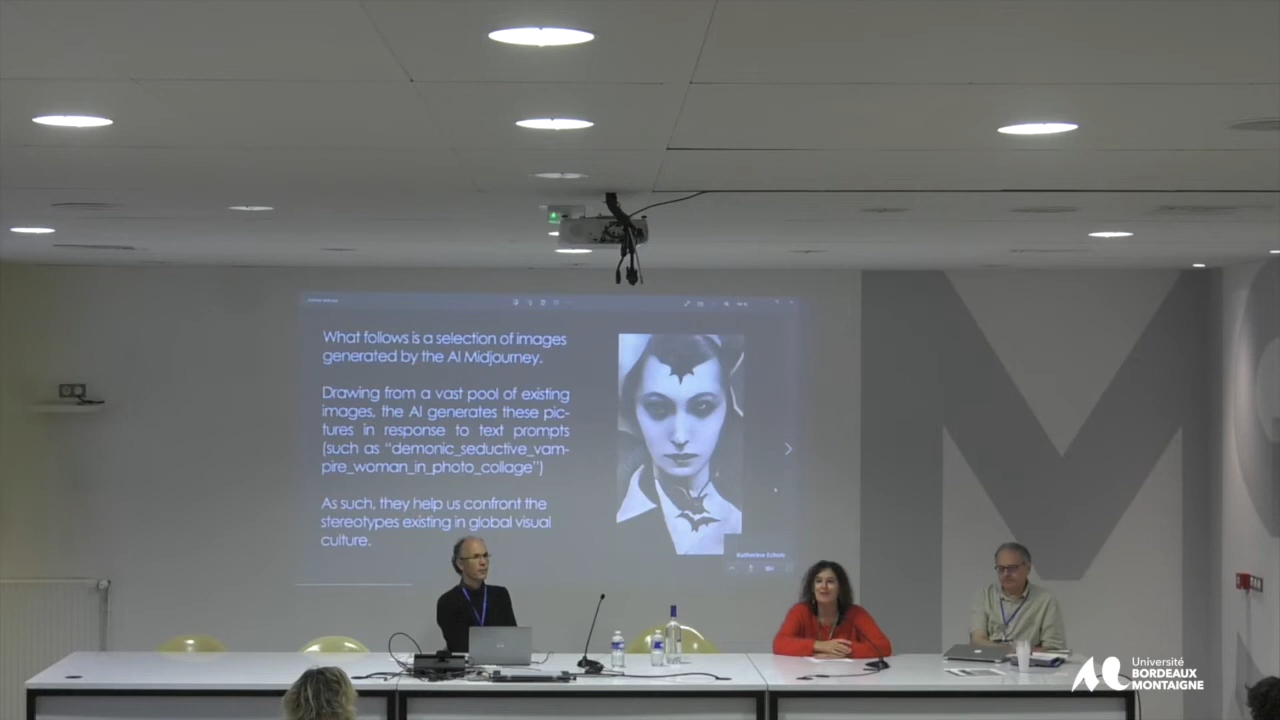 What follows is a selection of images
generated by the AI Midjourney.
Drawing from a vast pool of existing
images, the AI generates these pic-
tures in response to text prompts
(such as “demonic_seductive_vam-
pire_woman_in_photo_collage”)
As such, they help us confront the
stereotypes existing in global visual
culture.
Katherine Echols
Université
BORDEAUX
MONTAIGNE